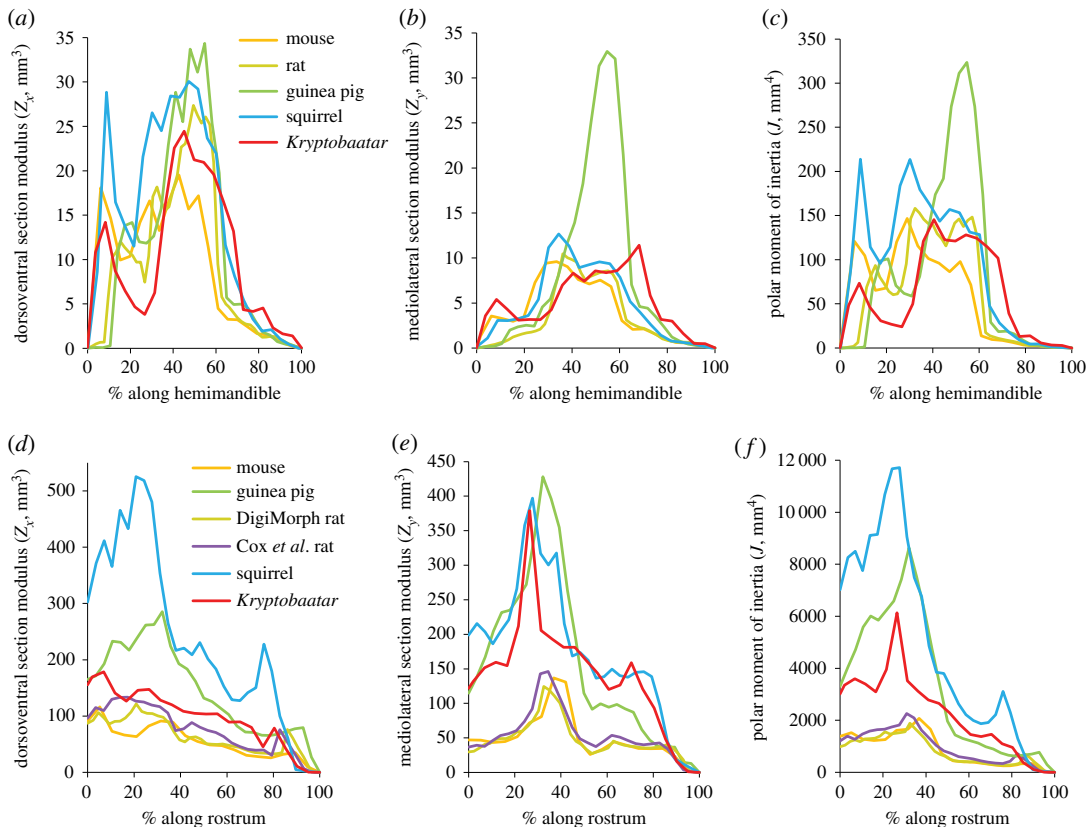 (a)
dorsoventral section modulus (Zx, mm³)
35
30
25
20
15
10
5
0
mouse
rat
guinea pig
squirrel
Kryptobaatar
0 20 40 60 80 100
% along hemimandible
(b)
mediolateral section modulus (Zy, mm³)
35
30
25
20
15
10
5
0
0 20 40 60 80 100
% along hemimandible
(c)
polar moment of inertia (J, mm⁴)
350
300
250
200
150
100
50
0
0 20 40 60 80 100
% along hemimandible
(d)
dorsoventral section modulus (Zx, mm³)
500
400
300
200
100
0
mouse
guinea pig
DigiMorph rat
Cox et al. rat
squirrel
Kryptobaatar
0 20 40 60 80 100
% along rostrum
(e)
mediolateral section modulus (Zy, mm³)
450
400
350
300
250
200
150
100
50
0
0 20 40 60 80 100
% along rostrum
(f)
polar moment of inertia (J, mm⁴)
12 000
10 000
8000
6000
4000
2000
0
0 20 40 60 80 100
% along rostrum